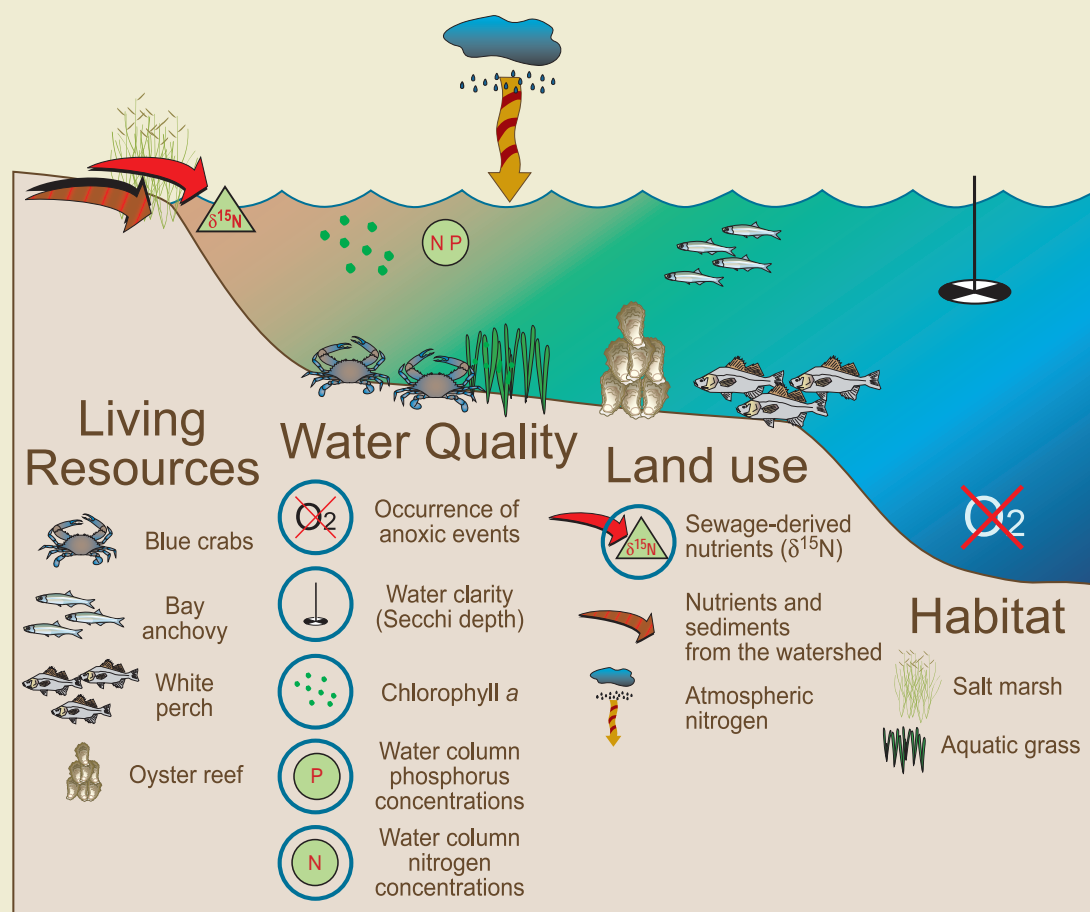 δ¹⁵N
N P
O₂
Living
Resources
Blue crabs
Bay
anchovy
White
perch
Oyster reef
Water Quality
O₂
Occurrence of
anoxic events
Water clarity
(Secchi depth)
Chlorophyll a
P
Water column
phosphorus
concentrations
N
Water column
nitrogen
concentrations
Land use
δ¹⁵N
Sewage-derived
nutrients (δ¹⁵N)
Nutrients and
sediments
from the watershed
Atmospheric
nitrogen
Habitat
Salt marsh
Aquatic grass